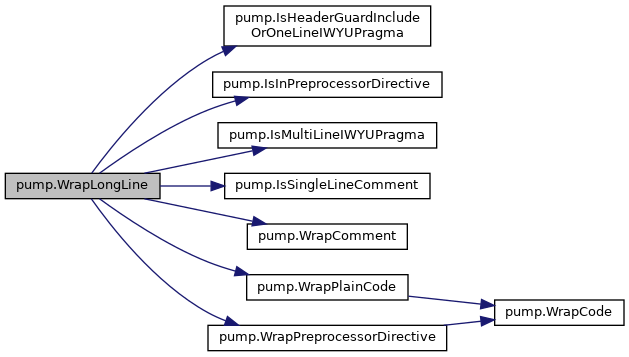 pump.IsHeaderGuardInclude
OrOneLineIWYUPragma
pump.IsInPreprocessorDirective
pump.IsMultiLineIWYUPragma
pump.WrapLongLine
pump.IsSingleLineComment
pump.WrapComment
pump.WrapPlainCode
pump.WrapCode
pump.WrapPreprocessorDirective